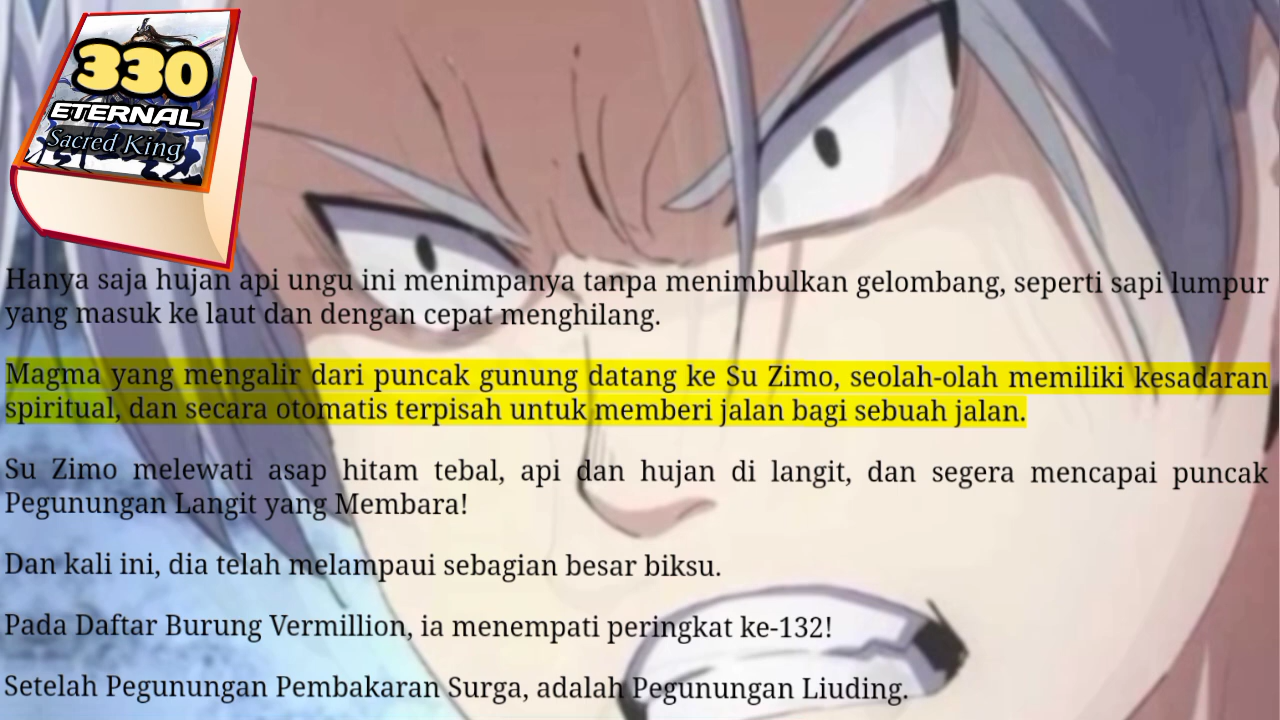 330
ETERNAL
Sacred King
Hanya saja hujan api ungu ini menimpanya tanpa menimbulkan gelombang, seperti sapi lumpur
yang masuk ke laut dan dengan cepat menghilang.
Magma yang mengalir dari puncak gunung datang ke Su Zimo, seolah-olah memiliki kesadaran
spiritual, dan secara otomatis terpisah untuk memberi jalan bagi sebuah jalan.
Su Zimo melewati asap hitam tebal, api dan hujan di langit, dan segera mencapai puncak
Pegunungan Langit yang Membara!
Dan kali ini, dia telah melampaui sebagian besar biksu.
Pada Daftar Burung Vermillion, ia menempati peringkat ke-132!
Setelah Pegunungan Pembakaran Surga, adalah Pegunungan Liuding.